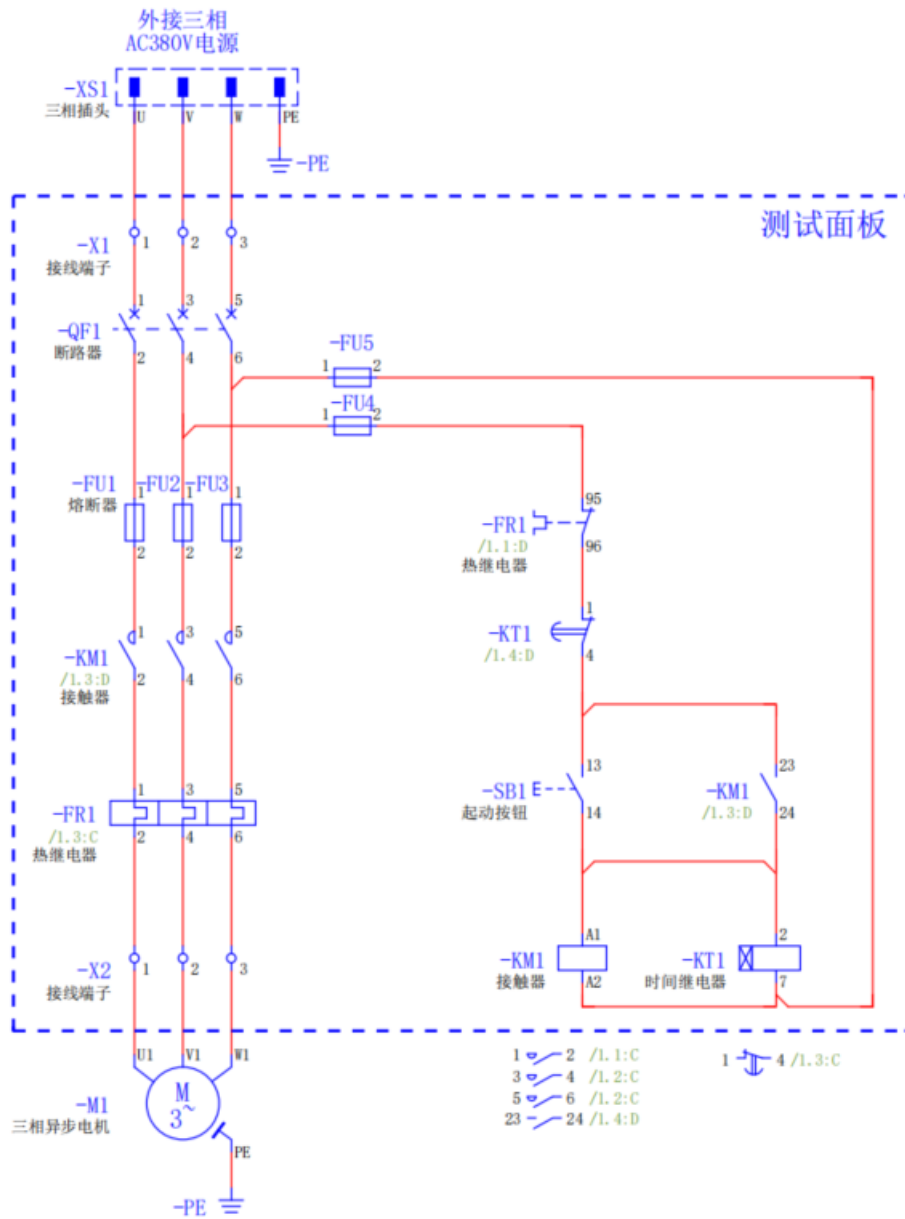 外接三相
AC380V电源
-XS1
三相插头
U V W PE
-PE
测试面板
-X1
接线端子
1 2 3
1 3 5
-QF1
断路器
2 4 6
-FU5
1 2
-FU4
1 2
-FU1 -FU2 -FU3
熔断器
1 1 1
2 2 2
95
-FR1
/1.1:D
96
热继电器
1
-KT1
/1.4:D
4
1 3 5
-KM1
/1.3:D
接触器
2 4 6
13
-SB1
起动按钮
14
23
-KM1
/1.3:D
24
1 3 5
-FR1
/1.3:C
热继电器
2 4 6
-X2
接线端子
1 2 3
A1
-KM1
接触器
A2
2
-KT1
时间继电器
7
U1 V1 W1
M
3~
-M1
三相异步电机
PE
-PE
1 2 /1.1:C
3 4 /1.2:C
5 6 /1.2:C
23 24 /1.4:D
1 4 /1.3:C